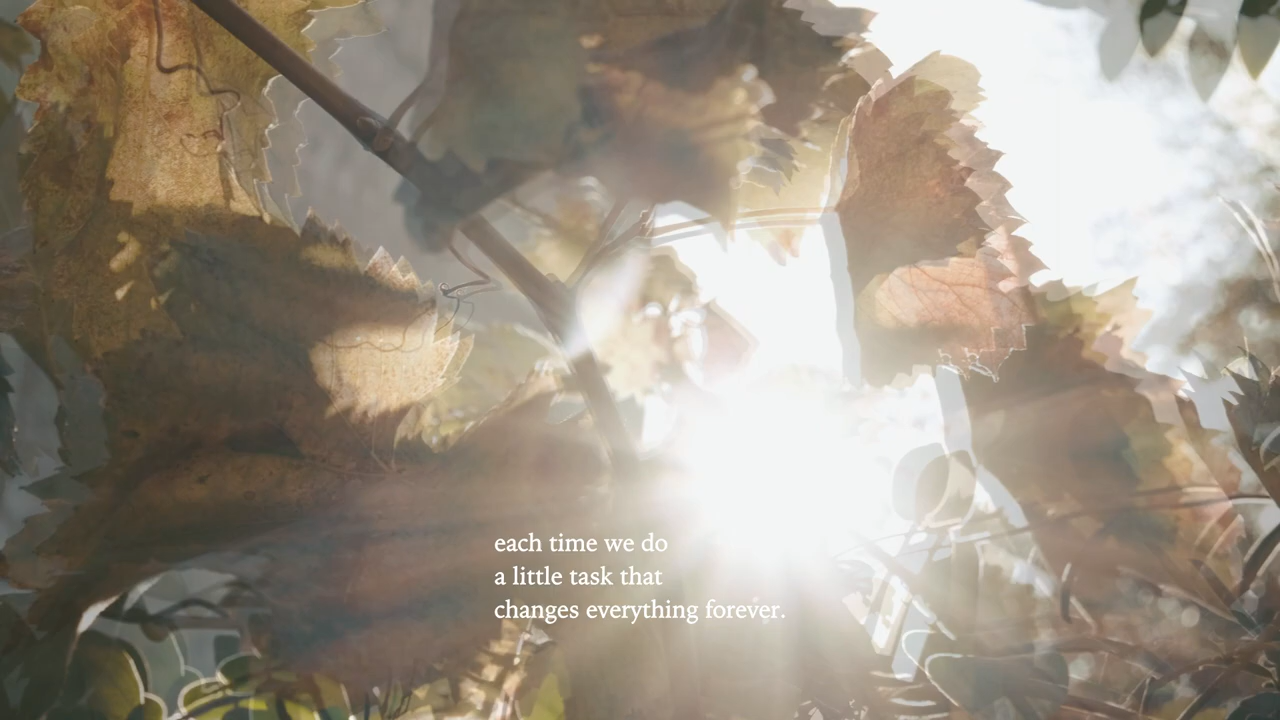 each time we do
a little task that
changes everything forever.